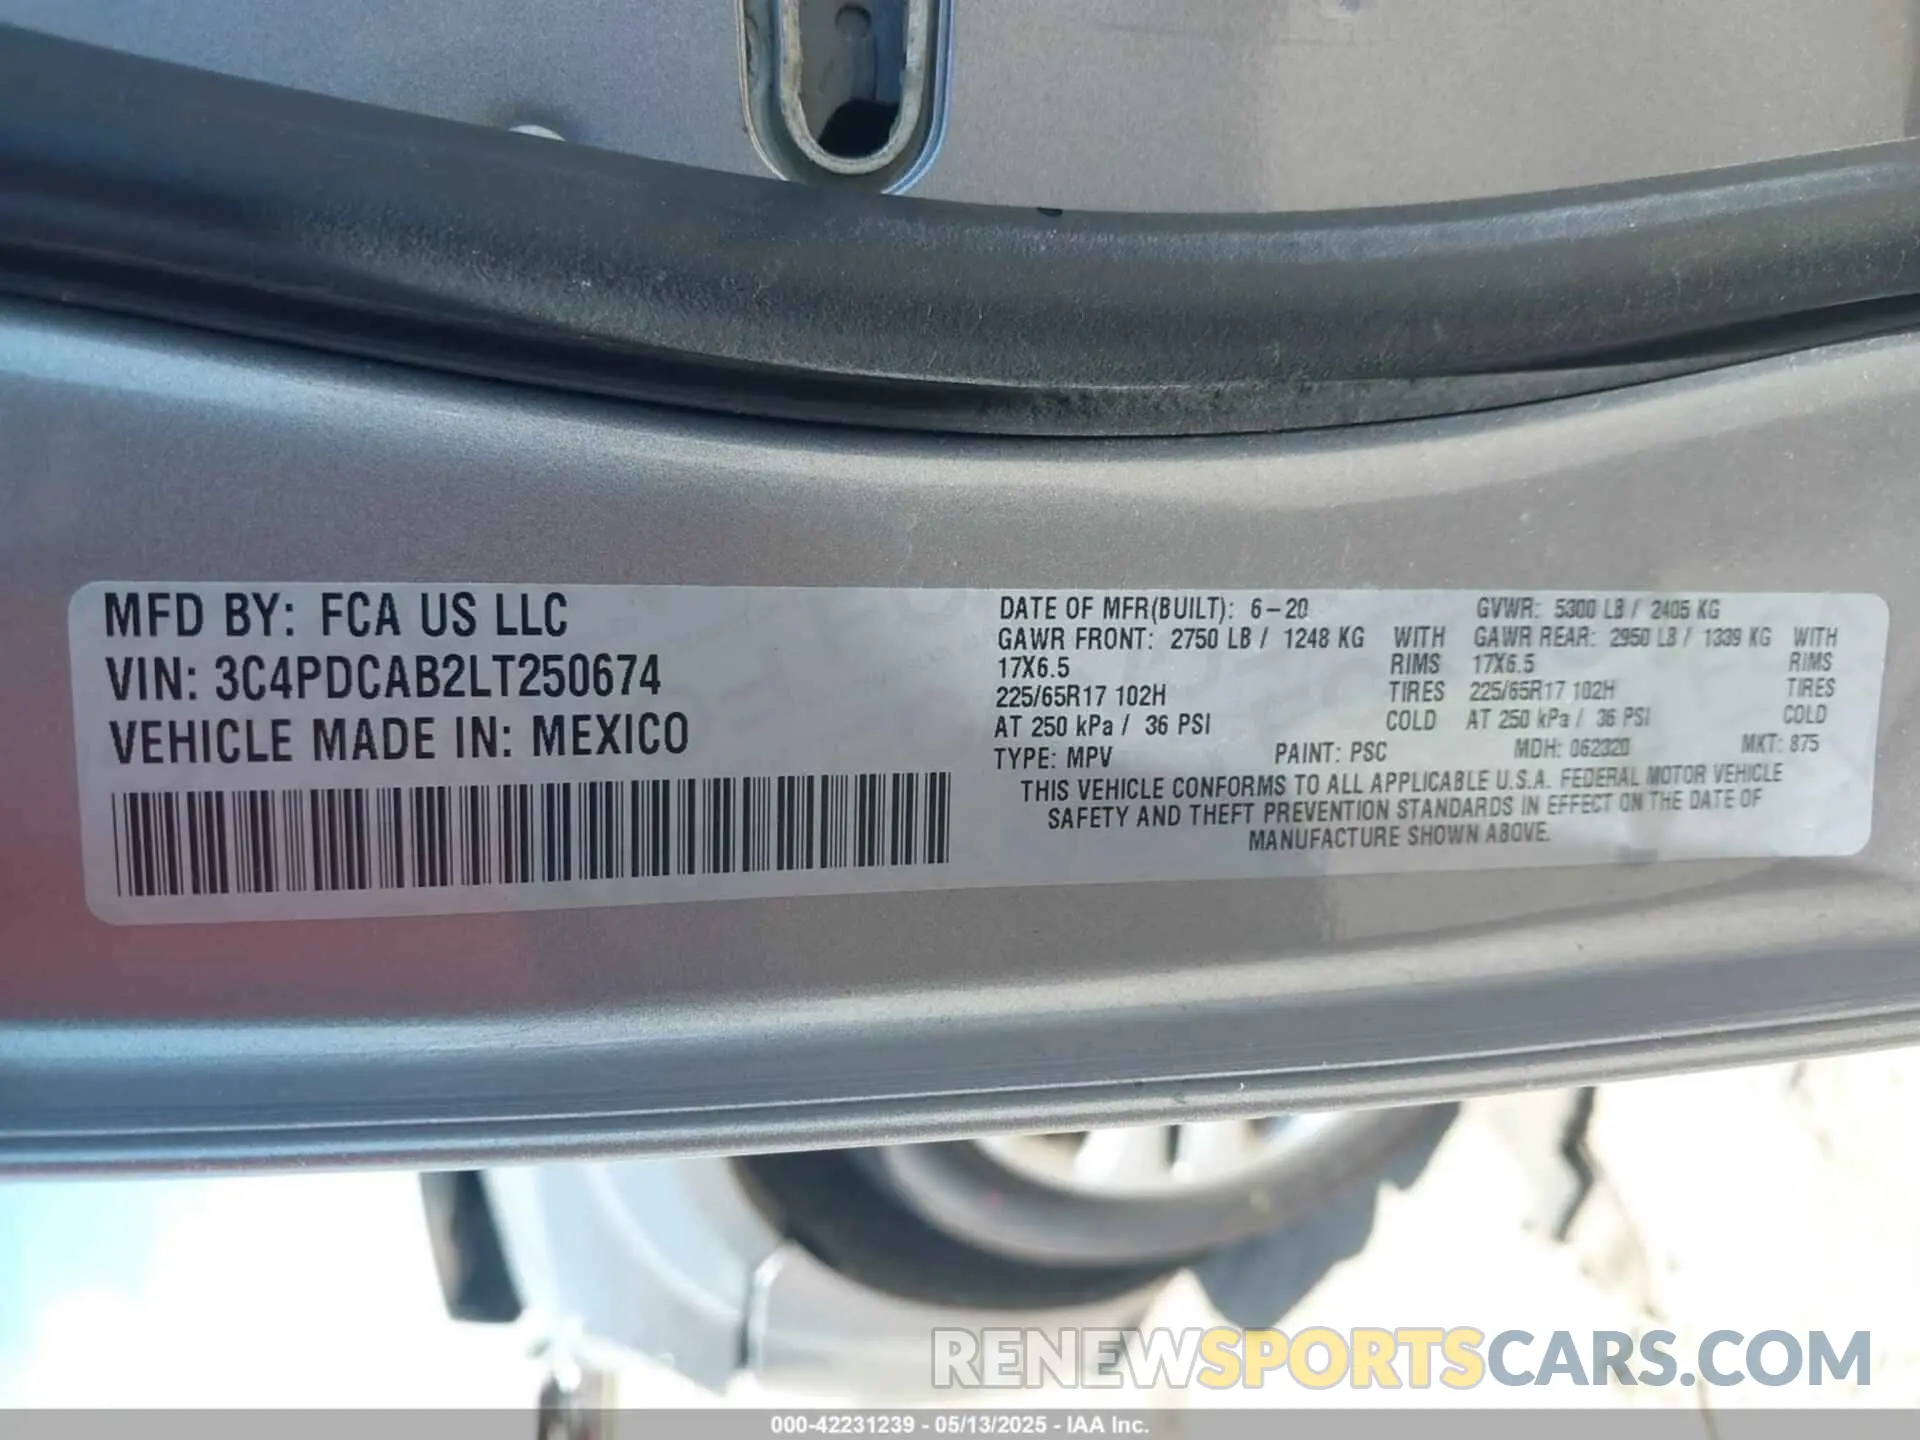 MFD BY: FCA US LLC
VIN: 3C4PDCAB2LT250674
VEHICLE MADE IN: MEXICO
DATE OF MFR(BUILT): 6-20 GVWR: 5300 LB / 2405 KG
GAWR FRONT: 2750 LB / 1248 KG WITH GAWR REAR: 2950 LB / 1339 KG WITH
17X6.5 RIMS 17X6.5 RIMS
225/65R17 102H TIRES 225/65R17 102H TIRES
AT 250 kPa / 36 PSI COLD AT 250 kPa / 36 PSI COLD
TYPE: MPV PAINT: PSC MDH: 062320 MKT: 875
THIS VEHICLE CONFORMS TO ALL APPLICABLE U.S.A. FEDERAL MOTOR VEHICLE
SAFETY AND THEFT PREVENTION STANDARDS IN EFFECT ON THE DATE OF
MANUFACTURE SHOWN ABOVE.
RENEWSPORTSCARS.COM
000-42231239 - 05/13/2025 - IAA Inc.